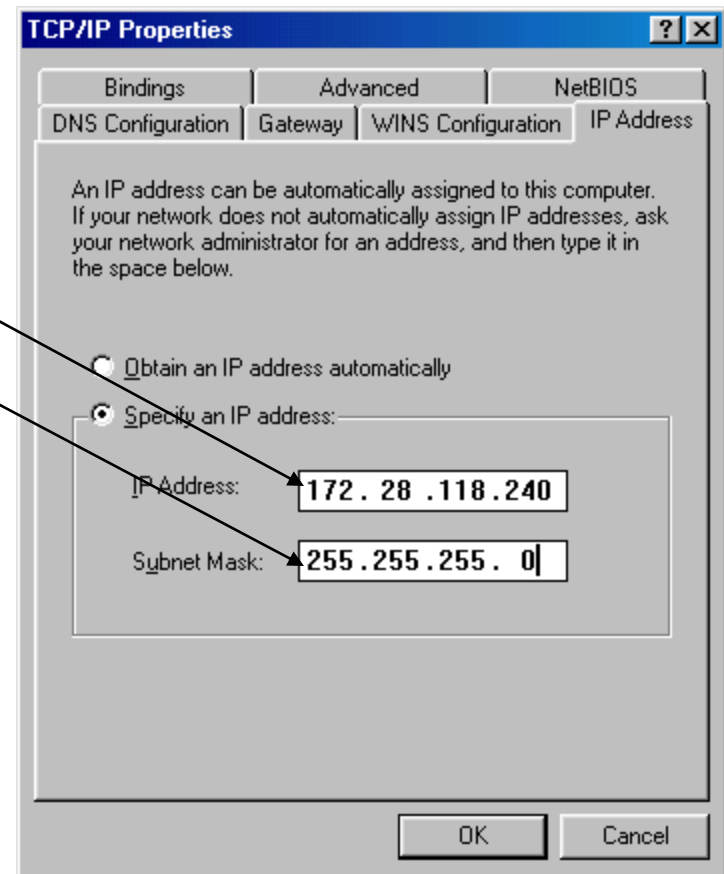 TCP/IP Properties
Bindings Advanced NetBIOS
DNS Configuration Gateway WINS Configuration IP Address
An IP address can be automatically assigned to this computer.
If your network does not automatically assign IP addresses, ask
your network administrator for an address, and then type it in
the space below.
Obtain an IP address automatically
Specify an IP address:
IP Address: 172. 28 .118.240
Subnet Mask: 255.255.255. 0
OK Cancel